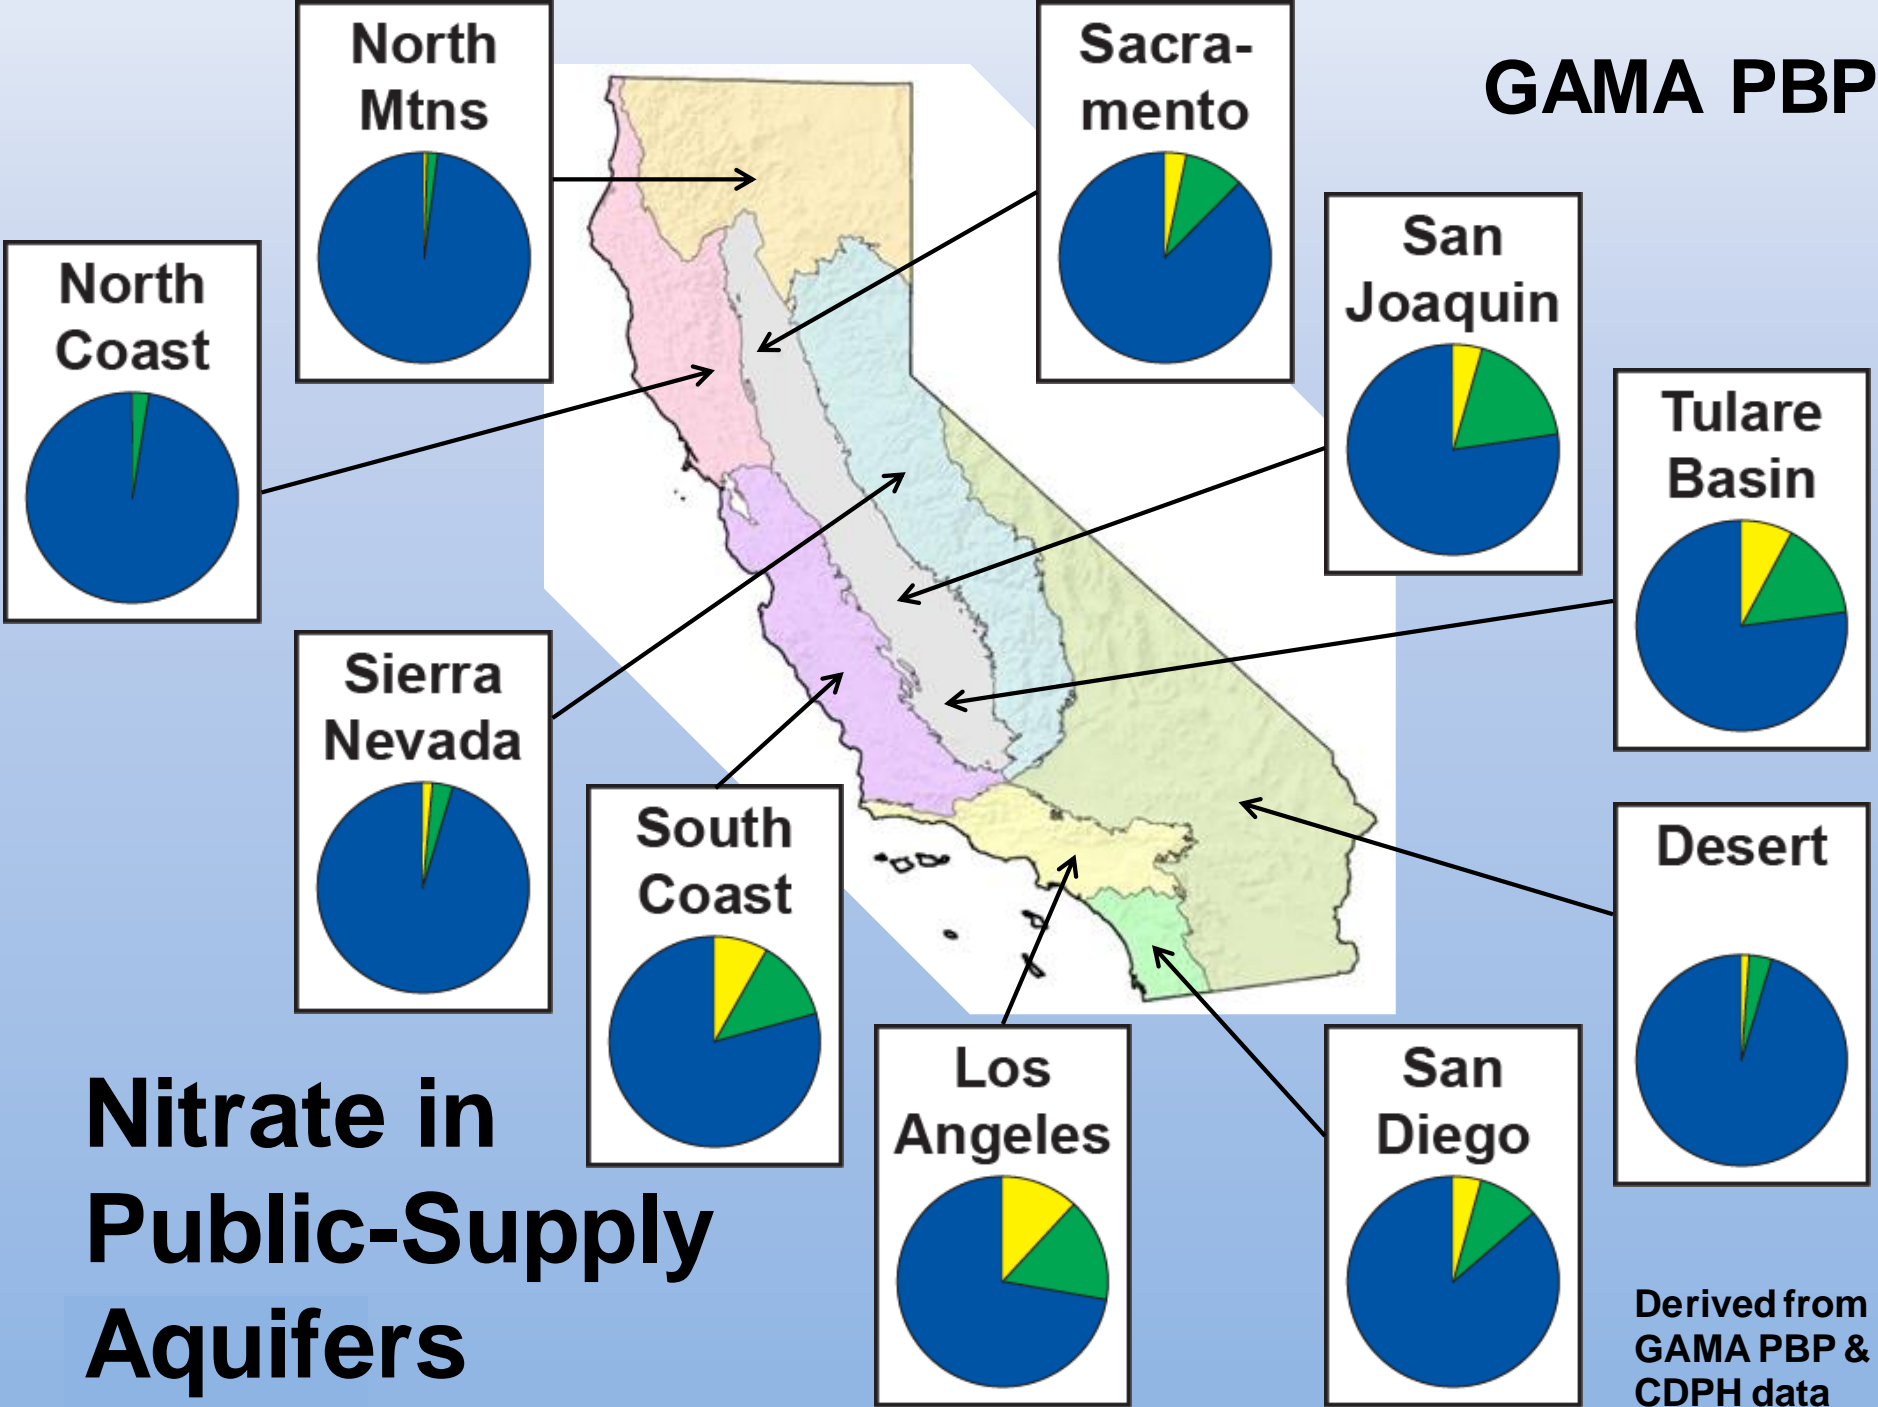 North
Mtns
Sacra-
mento
GAMA PBP
North
Coast
San
Joaquin
Tulare
Basin
Sierra
Nevada
South
Coast
Desert
Los
Angeles
San
Diego
Nitrate in
Public-Supply
Aquifers
Derived from
GAMA PBP &
CDPH data